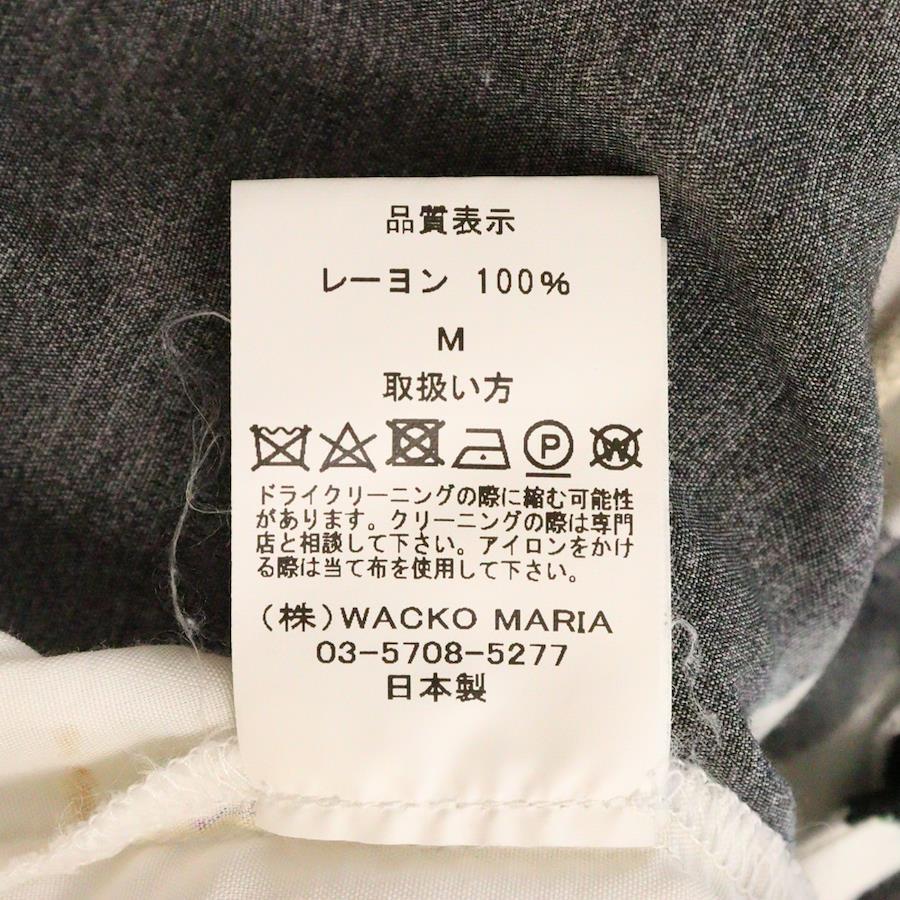 品質表示
レーヨン 100%
M
取扱い方
P W
ドライクリーニングの際に縮む可能性
があります。クリーニングの際は専門
店と相談して下さい。アイロンをかけ
る際は当て布を使用して下さい。
(株)WACKO MARIA
03-5708-5277
日本製